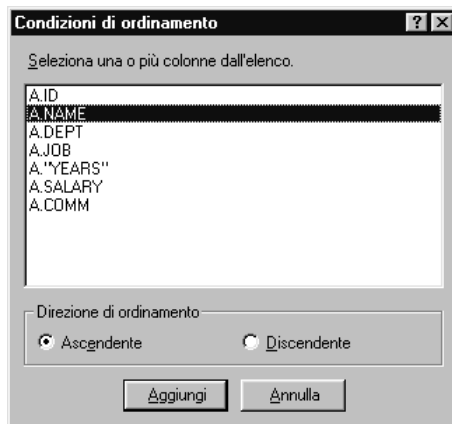 Condizioni di ordinamento
Seleziona una o più colonne dall'elenco.
A.ID
A.NAME
A.DEPT
A.JOB
A."YEARS"
A.SALARY
A.COMM
Direzione di ordinamento
Ascendente
Discendente
Aggiungi
Annulla